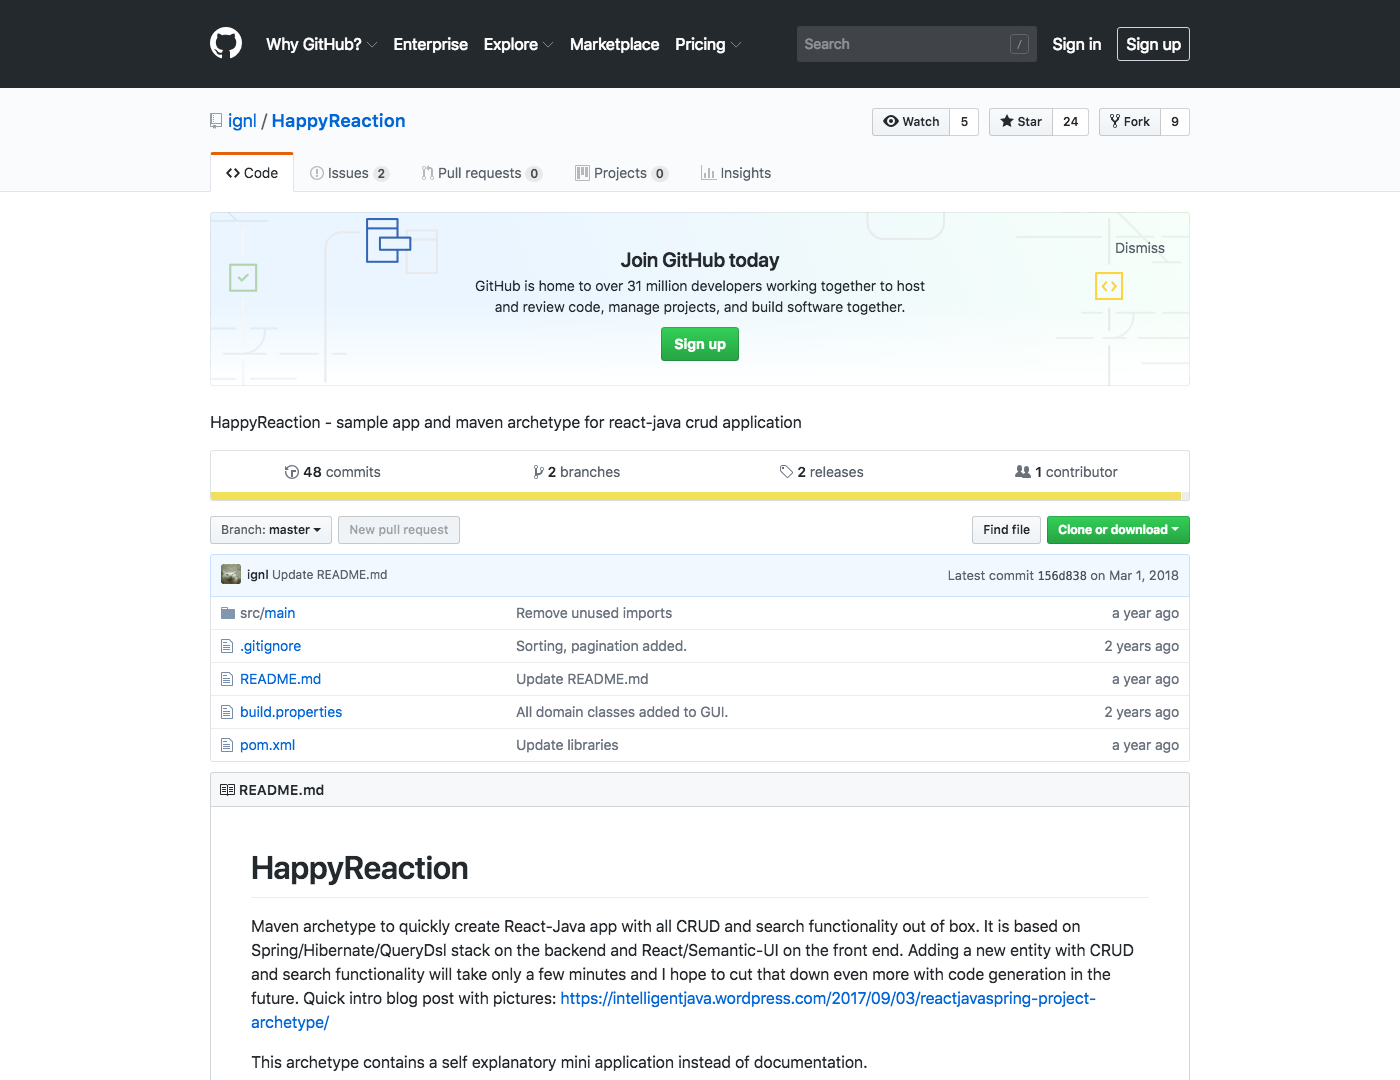 Why GitHub? Enterprise Explore Marketplace Pricing Search / Sign in Sign up
ignl / HappyReaction
Watch 5 Star 24 Fork 9
Code Issues 2 Pull requests 0 Projects 0 Insights
Dismiss
Join GitHub today
GitHub is home to over 31 million developers working together to host
and review code, manage projects, and build software together.
Sign up
HappyReaction - sample app and maven archetype for react-java crud application
48 commits 2 branches 2 releases 1 contributor
Branch: master New pull request Find file Clone or download
ignl Update README.md Latest commit 156d838 on Mar 1, 2018
src/main Remove unused imports a year ago
.gitignore Sorting, pagination added. 2 years ago
README.md Update README.md a year ago
build.properties All domain classes added to GUI. 2 years ago
pom.xml Update libraries a year ago
README.md
HappyReaction
Maven archetype to quickly create React-Java app with all CRUD and search functionality out of box. It is based on
Spring/Hibernate/QueryDsl stack on the backend and React/Semantic-UI on the front end. Adding a new entity with CRUD
and search functionality will take only a few minutes and I hope to cut that down even more with code generation in the
future. Quick intro blog post with pictures: https://intelligentjava.wordpress.com/2017/09/03/reactjavaspring-project-
archetype/
This archetype contains a self explanatory mini application instead of documentation.